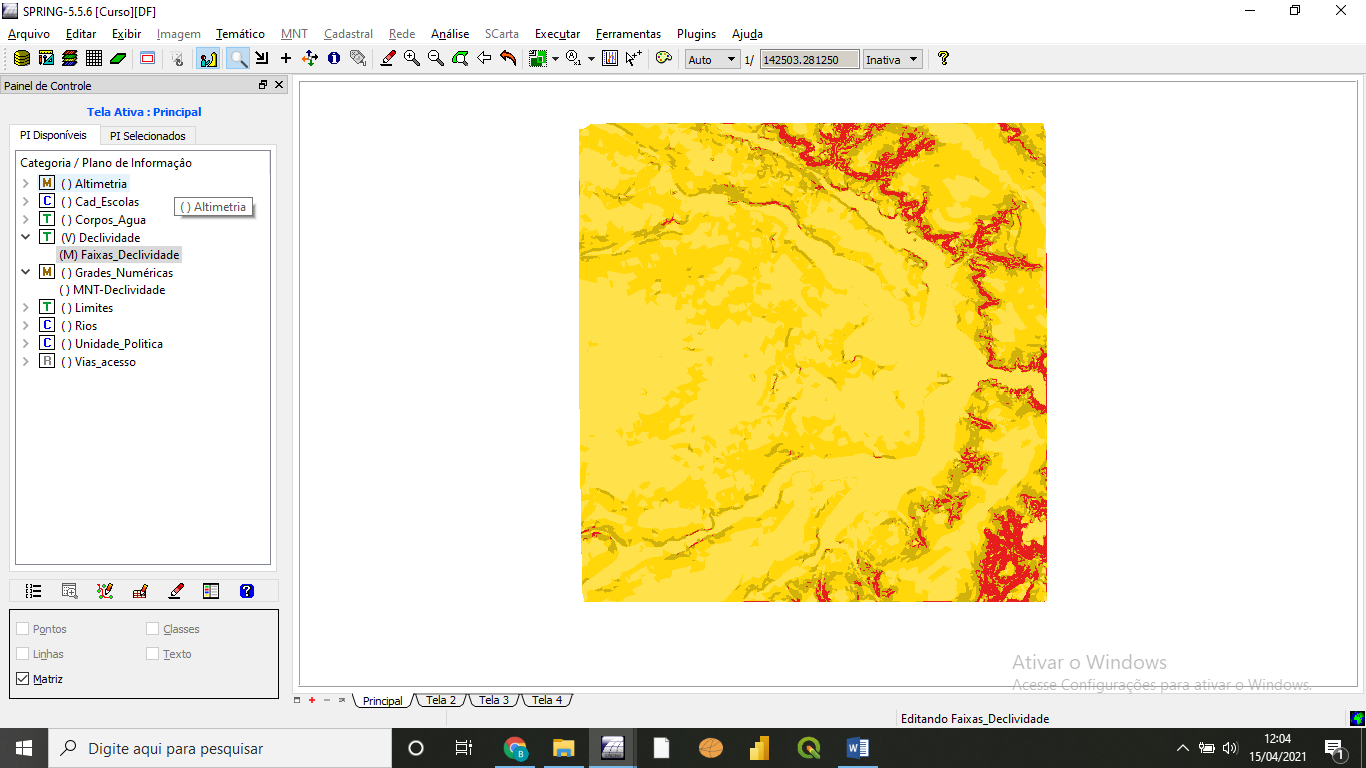 SPRING-5.5.6 [Curso][DF]
Arquivo Editar Exibir Imagem Temático MNT Cadastral Rede Análise SCarta Executar Ferramentas Plugins Ajuda
Auto 1/ 142503.281250 Inativa
Painel de Controle
Tela Ativa : Principal
PI Disponíveis PI Selecionados
Categoria / Plano de Informação
M ( ) Altimetria
C ( ) Cad_Escolas
( ) Altimetria
T ( ) Corpos_Agua
T (V) Declividade
(M) Faixas_Declividade
M ( ) Grades_Numéricas
( ) MNT-Declividade
T ( ) Limites
C ( ) Rios
C ( ) Unidade_Politica
R ( ) Vias_acesso
Pontos Classes
Linhas Texto
Matriz
Ativar o Windows
Acesse Configurações para ativar o Windows.
Principal Tela 2 Tela 3 Tela 4
Editando Faixas_Declividade
Digite aqui para pesquisar
12:04
15/04/2021
1